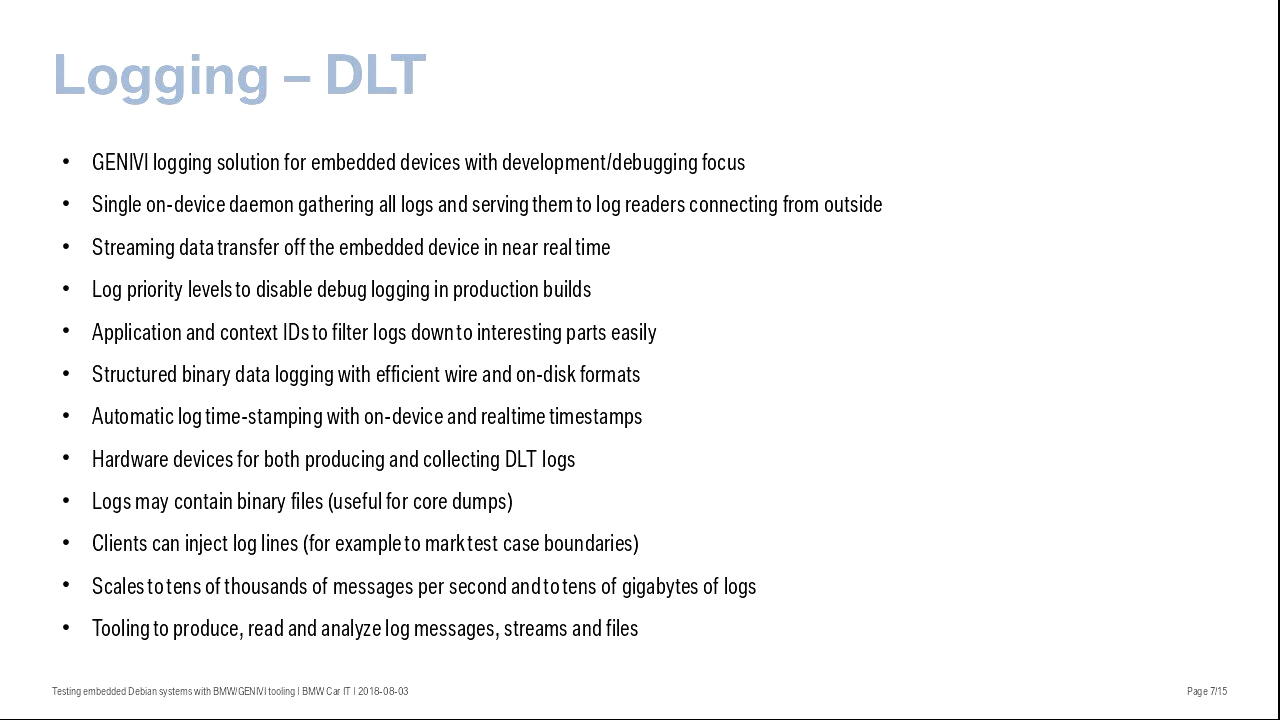 Logging – DLT
• GENIVI logging solution for embedded devices with development/debugging focus
• Single on-device daemon gathering all logs and serving them to log readers connecting from outside
• Streaming data transfer off the embedded device in near real time
• Log priority levels to disable debug logging in production builds
• Application and context IDs to filter logs down to interesting parts easily
• Structured binary data logging with efficient wire and on-disk formats
• Automatic log time-stamping with on-device and realtime timestamps
• Hardware devices for both producing and collecting DLT logs
• Logs may contain binary files (useful for core dumps)
• Clients can inject log lines (for example to mark test case boundaries)
• Scales to tens of thousands of messages per second and to tens of gigabytes of logs
• Tooling to produce, read and analyze log messages, streams and files
Testing embedded Debian systems with BMW/GENIVI tooling | BMW Car IT | 2018-08-03
Page 7/15